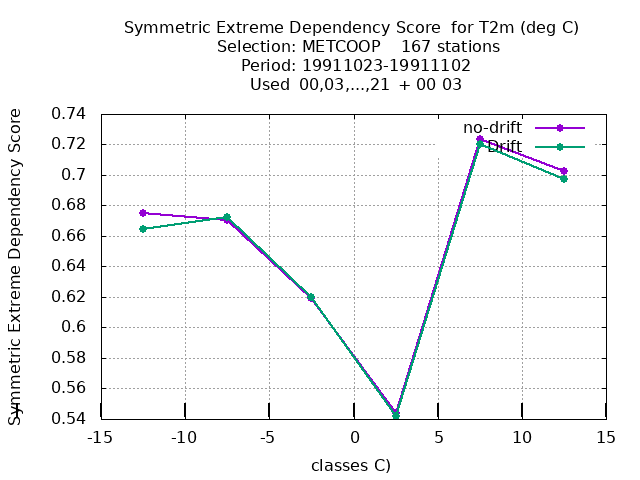 Symmetric Extreme Dependency Score for T2m (deg C)
Selection: METCOOP 167 stations
Period: 19911023-19911102
Used 00,03,...,21 + 00 03
Symmetric Extreme Dependency Score
0.74
0.72
0.7
0.68
0.66
0.64
0.62
0.6
0.58
0.56
0.54
no-drift
Drift
-15
-10
-5
0
5
10
15
classes C)